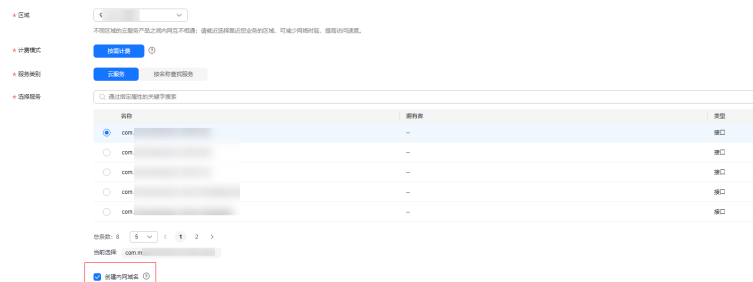 * 区域
不同区域的云服务产品之间内网互不相通；请就近选择靠近您业务的区域，可减少网络时延，提高访问速度。
* 计费模式 按需计费 ?
* 服务类别 云服务 按名称查找服务
* 选择服务 通过指定属性的关键字搜索
名称 拥有者 类型
com. -- 接口
com. -- 接口
com. -- 接口
com. -- 接口
com. -- 接口
总条数：8 5 < 1 2 >
当前选择: com.m
创建内网域名 ?